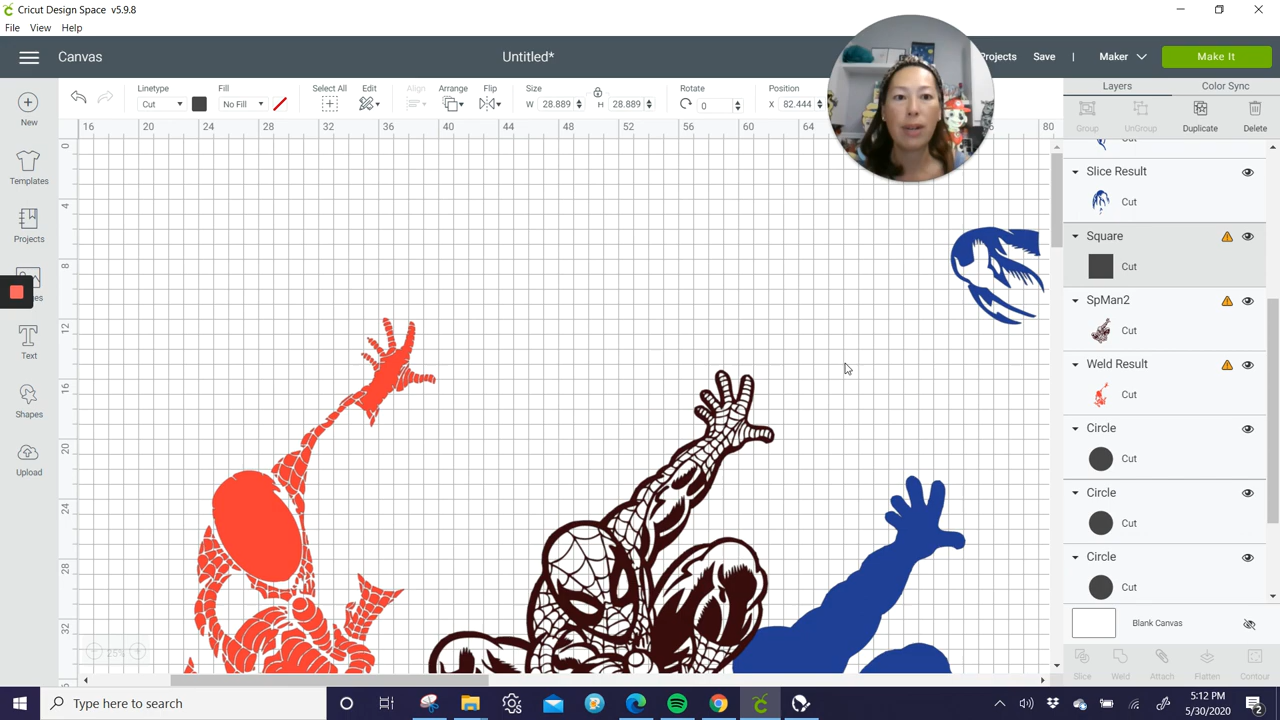 Cricut Design Space v5.9.8
File View Help
Canvas
Untitled*
Projects Save | Maker Make It
Linetype
Cut
Fill
No Fill
Select All
Edit
Align
Arrange
Flip
Size
W 28.889 H 28.889
Rotate
0
Position
X 82.444
Layers Color Sync
Group UnGroup Duplicate Delete
16 20 24 28 32 36 40 44 48 52 56 60 64 80
0
4
8
12
16
20
24
28
32
New
Templates
Projects
Text
Shapes
Upload
Cut
Slice Result
Cut
Square
Cut
SpMan2
Cut
Weld Result
Cut
Circle
Cut
Circle
Cut
Circle
Cut
Blank Canvas
Slice Weld Attach Flatten Contour
25%
Type here to search
5:12 PM
5/30/2020
2